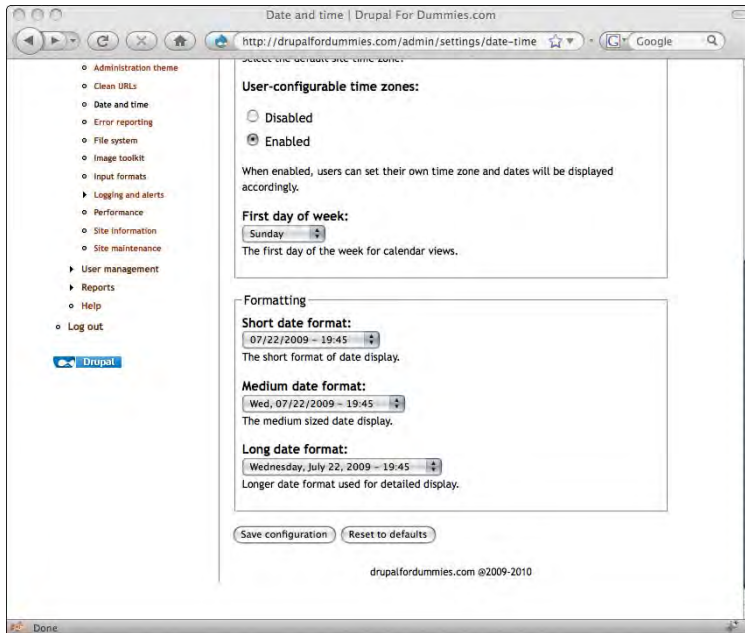 Date and time | Drupal For Dummies.com
http://drupalfordummies.com/admin/settings/date-time
Google
Administration theme
Clean URLs
Date and time
Error reporting
File system
Image toolkit
Input formats
Logging and alerts
Performance
Site information
Site maintenance
User management
Reports
Help
Log out
Drupal
Select the default site time zone.
User-configurable time zones:
Disabled
Enabled
When enabled, users can set their own time zone and dates will be displayed
accordingly.
First day of week:
Sunday
The first day of the week for calendar views.
Formatting
Short date format:
07/22/2009 – 19:45
The short format of date display.
Medium date format:
Wed, 07/22/2009 – 19:45
The medium sized date display.
Long date format:
Wednesday, July 22, 2009 – 19:45
Longer date format used for detailed display.
Save configuration
Reset to defaults
drupalfordummies.com @2009-2010
Done